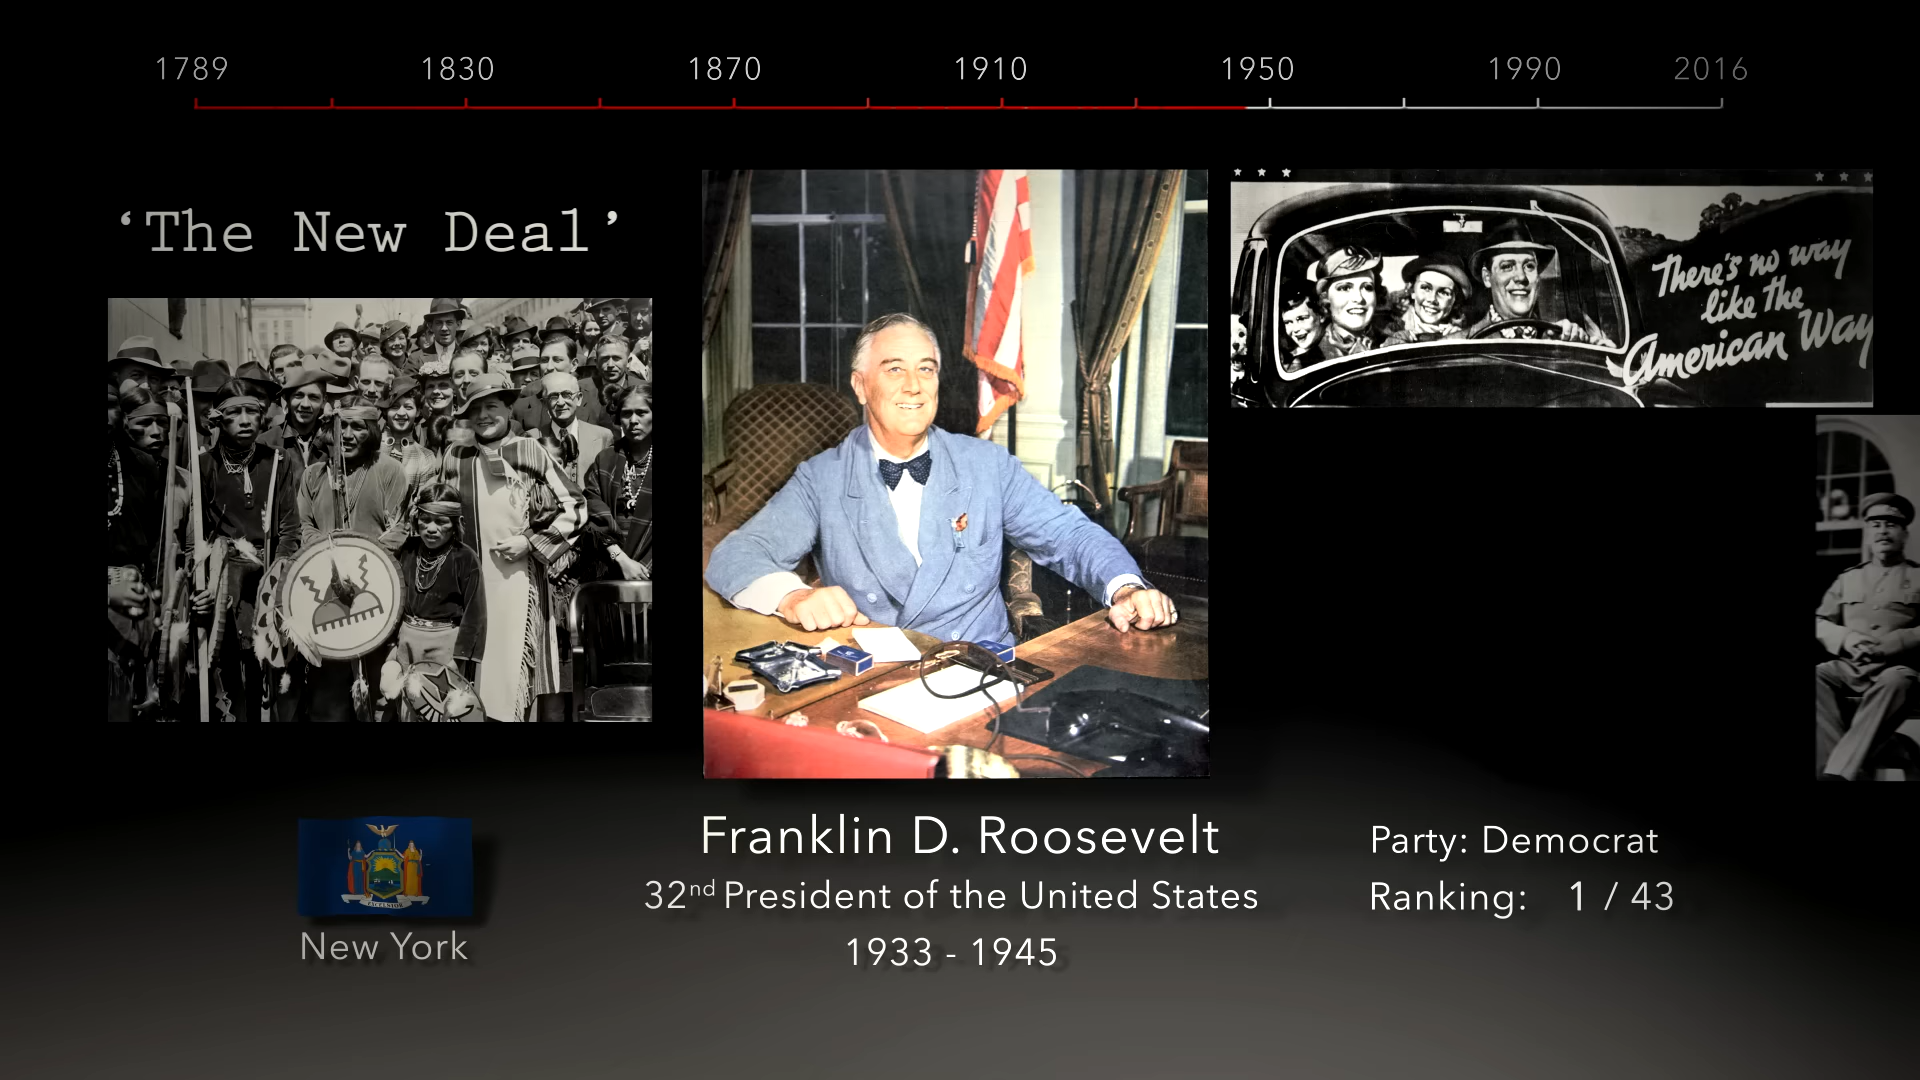 1789 1830 1870 1910 1950 1990 2016
‘The New Deal’
There's no way
like the
American Way
EXCELSIOR
New York
Franklin D. Roosevelt
32nd President of the United States
1933 - 1945
Party: Democrat
Ranking: 1 / 43